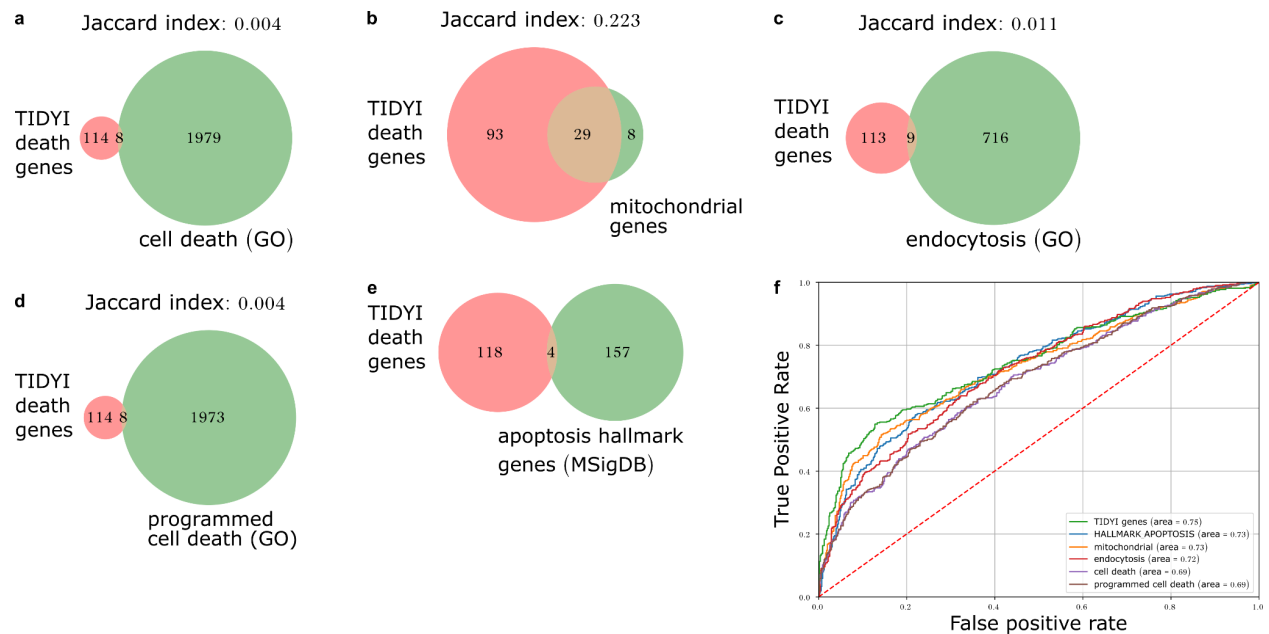 a
Jaccard index: 0.004
TIDYI
death
genes
114 8
1979
cell death (GO)
b
Jaccard index: 0.223
TIDYI
death
genes
93
29
8
mitochondrial
genes
c
Jaccard index: 0.011
TIDYI
death
genes
113
9
716
endocytosis (GO)
d
Jaccard index: 0.004
TIDYI
death
genes
114 8
1973
programmed
cell death (GO)
e
TIDYI
death
genes
118
4
157
apoptosis hallmark
genes (MSigDB)
f
True Positive Rate
1.0
0.8
0.6
0.4
0.2
0.0
0.0 0.2 0.4 0.6 0.8 1.0
False positive rate
TIDYI genes (area = 0.75)
HALLMARK_APOPTOSIS (area = 0.73)
mitochondrial (area = 0.73)
endocytosis (area = 0.72)
cell death (area = 0.69)
programmed cell death (area = 0.69)